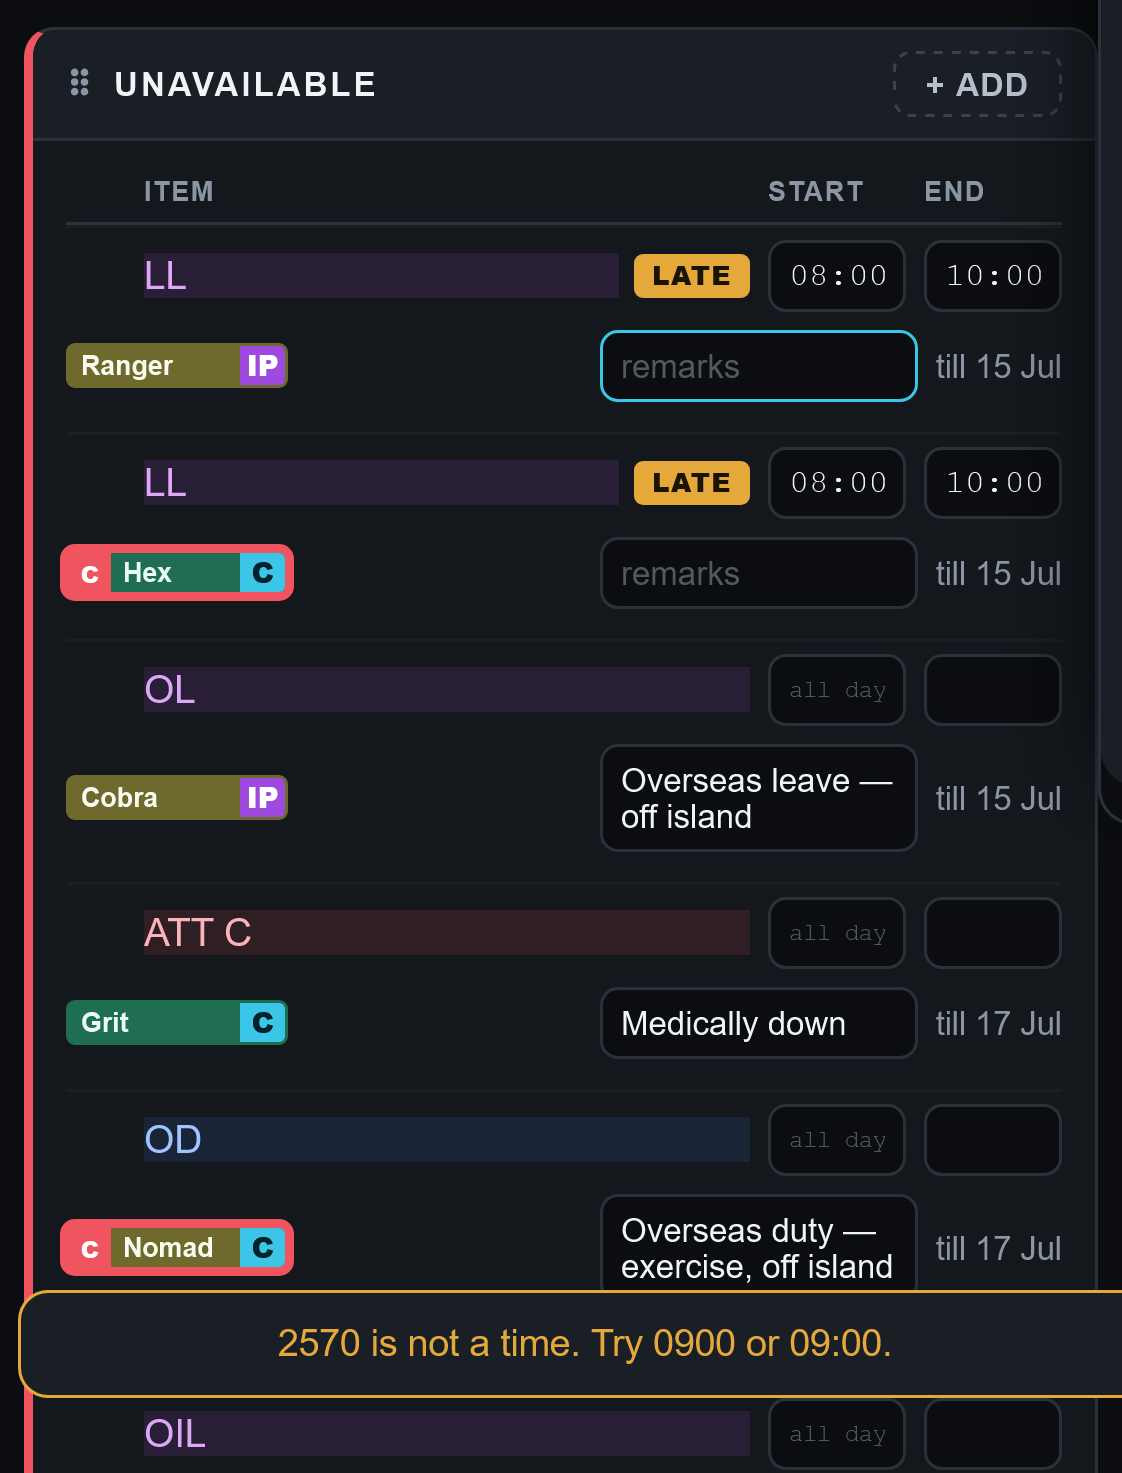 UNAVAILABLE
+ ADD
ITEM START END
LL LATE 08:00 10:00
Ranger IP remarks till 15 Jul
LL LATE 08:00 10:00
c Hex C remarks till 15 Jul
OL all day
Cobra IP Overseas leave —
off island till 15 Jul
ATT C all day
Grit C Medically down till 17 Jul
OD all day
c Nomad C Overseas duty —
exercise, off island till 17 Jul
2570 is not a time. Try 0900 or 09:00.
OIL all day